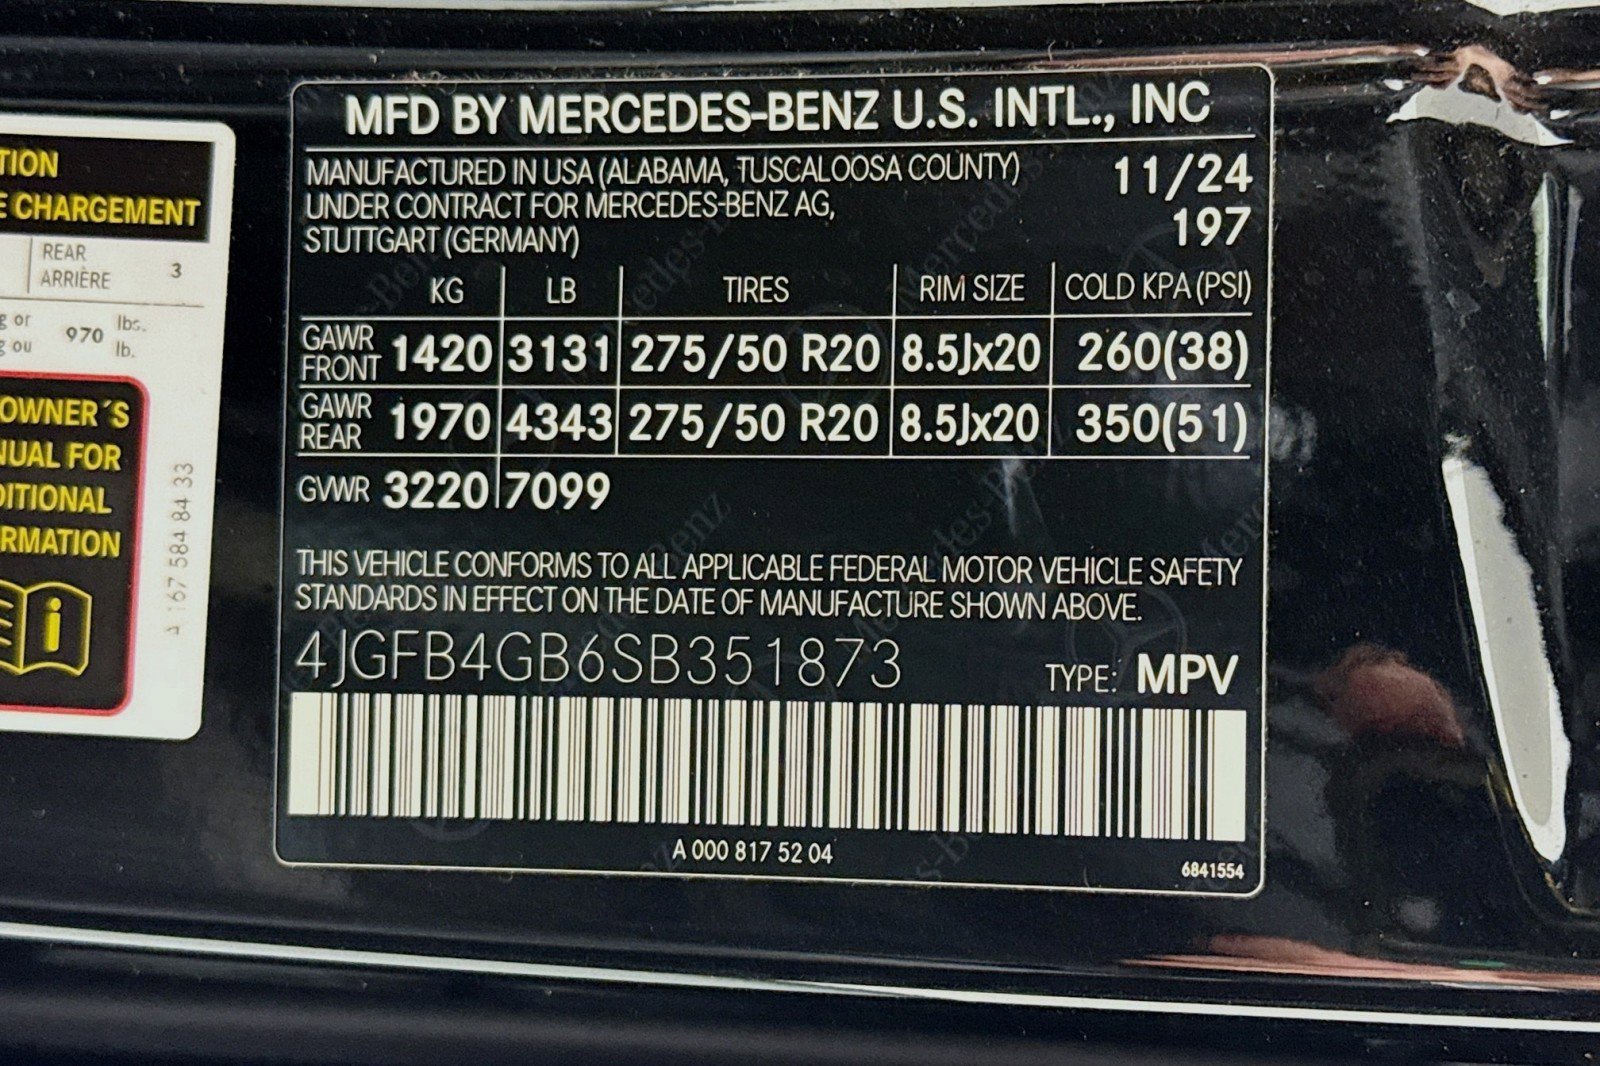 TION
E CHARGEMENT
REAR
ARRIÈRE 3
g or
g ou 970 lbs.
lb.
OWNER´S
NUAL FOR
DITIONAL
RMATION
A 167 584 84 33
MFD BY MERCEDES-BENZ U.S. INTL., INC
MANUFACTURED IN USA (ALABAMA, TUSCALOOSA COUNTY) 11/24
UNDER CONTRACT FOR MERCEDES-BENZ AG, 197
STUTTGART (GERMANY)
KG LB TIRES RIM SIZE COLD KPA (PSI)
GAWR FRONT 1420 3131 275/50 R20 8.5Jx20 260(38)
GAWR REAR 1970 4343 275/50 R20 8.5Jx20 350(51)
GVWR 3220 7099
THIS VEHICLE CONFORMS TO ALL APPLICABLE FEDERAL MOTOR VEHICLE SAFETY
STANDARDS IN EFFECT ON THE DATE OF MANUFACTURE SHOWN ABOVE.
4JGFB4GB6SB351873 TYPE: MPV
A 000 817 52 04
6841554